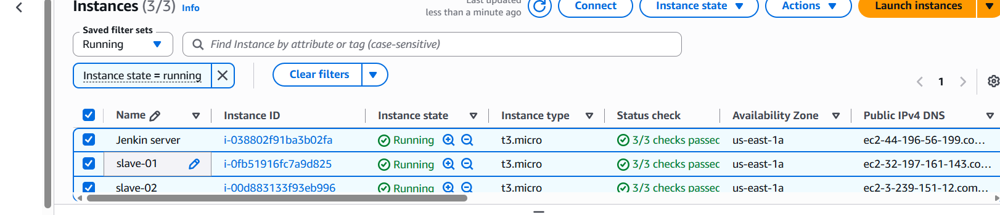 Instances (3/3) Info
Last updated
less than a minute ago
Connect
Instance state
Actions
Launch instances
Saved filter sets
Running
Find Instance by attribute or tag (case-sensitive)
Instance state = running
Clear filters
1
Name Instance ID Instance state Instance type Status check Availability Zone Public IPv4 DNS
Jenkin server i-038802f91ba3b02fa Running t3.micro 3/3 checks passed us-east-1a ec2-44-196-56-199.co...
slave-01 i-0fb51916fc7a9d825 Running t3.micro 3/3 checks passed us-east-1a ec2-32-197-161-143.co...
slave-02 i-00d883133f93eb996 Running t3.micro 3/3 checks passed us-east-1a ec2-3-239-151-12.com...